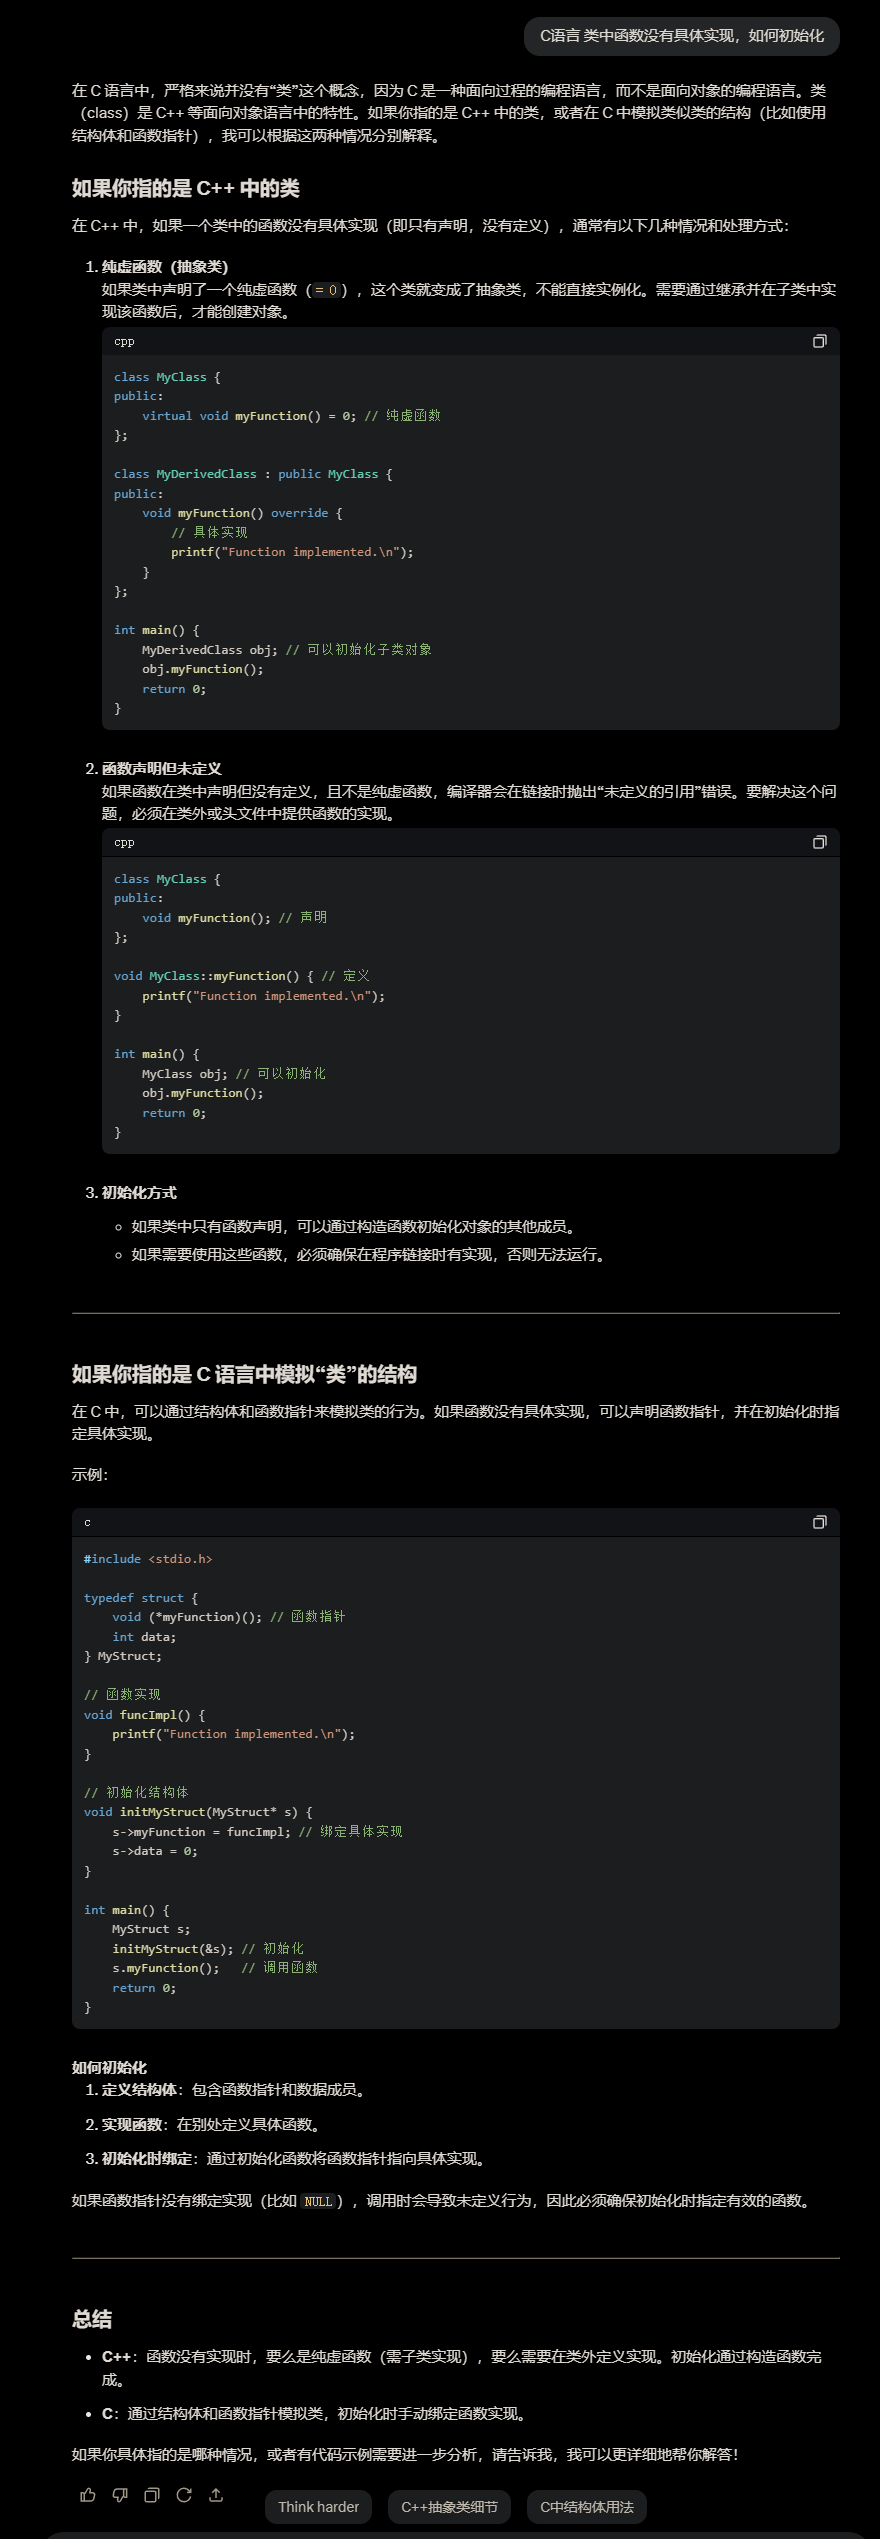 C语言 类中函数没有具体实现，如何初始化
在 C 语言中，严格来说并没有“类”这个概念，因为 C 是一种面向过程的编程语言，而不是面向对象的编程语言。类
（class）是 C++ 等面向对象语言中的特性。如果你指的是 C++ 中的类，或者在 C 中模拟类似类的结构（比如使用
结构体和函数指针），我可以根据这两种情况分别解释。
如果你指的是 C++ 中的类
在 C++ 中，如果一个类中的函数没有具体实现（即只有声明，没有定义），通常有以下几种情况和处理方式：
1. 纯虚函数（抽象类）
如果类中声明了一个纯虚函数（= 0），这个类就变成了抽象类，不能直接实例化。需要通过继承并在子类中实
现该函数后，才能创建对象。
cpp
class MyClass {
public:
    virtual void myFunction() = 0; // 纯虚函数
};
class MyDerivedClass : public MyClass {
public:
    void myFunction() override {
        // 具体实现
        printf("Function implemented.\n");
    }
};
int main() {
    MyDerivedClass obj; // 可以初始化子类对象
    obj.myFunction();
    return 0;
}
2. 函数声明但未定义
如果函数在类中声明但没有定义，且不是纯虚函数，编译器会在链接时抛出“未定义的引用”错误。要解决这个问
题，必须在类外或头文件中提供函数的实现。
cpp
class MyClass {
public:
    void myFunction(); // 声明
};
void MyClass::myFunction() { // 定义
    printf("Function implemented.\n");
}
int main() {
    MyClass obj; // 可以初始化
    obj.myFunction();
    return 0;
}
3. 初始化方式
◦ 如果类中只有函数声明，可以通过构造函数初始化对象的其他成员。
◦ 如果需要使用这些函数，必须确保在程序链接时有实现，否则无法运行。
如果你指的是 C 语言中模拟“类”的结构
在 C 中，可以通过结构体和函数指针来模拟类的行为。如果函数没有具体实现，可以声明函数指针，并在初始化时指
定具体实现。
示例：
c
#include <stdio.h>
typedef struct {
    void (*myFunction)(); // 函数指针
    int data;
} MyStruct;
// 函数实现
void funcImpl() {
    printf("Function implemented.\n");
}
// 初始化结构体
void initMyStruct(MyStruct* s) {
    s->myFunction = funcImpl; // 绑定具体实现
    s->data = 0;
}
int main() {
    MyStruct s;
    initMyStruct(&s); // 初始化
    s.myFunction();   // 调用函数
    return 0;
}
如何初始化
1. 定义结构体：包含函数指针和数据成员。
2. 实现函数：在别处定义具体函数。
3. 初始化时绑定：通过初始化函数将函数指针指向具体实现。
如果函数指针没有绑定实现（比如 NULL），调用时会导致未定义行为，因此必须确保初始化时指定有效的函数。
总结
• C++：函数没有实现时，要么是纯虚函数（需子类实现），要么需要在类外定义实现。初始化通过构造函数完
成。
• C：通过结构体和函数指针模拟类，初始化时手动绑定函数实现。
如果你具体指的是哪种情况，或者有代码示例需要进一步分析，请告诉我，我可以更详细地帮你解答！
Think harder
C++抽象类细节
C中结构体用法